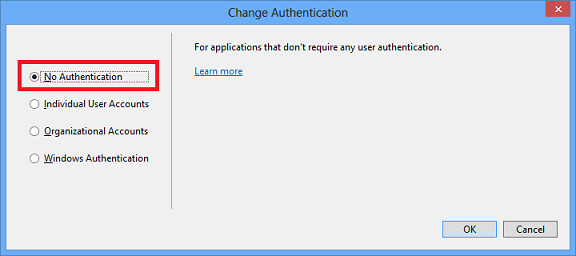 Change Authentication
No Authentication
Individual User Accounts
Organizational Accounts
Windows Authentication
For applications that don't require any user authentication.
Learn more
OK
Cancel